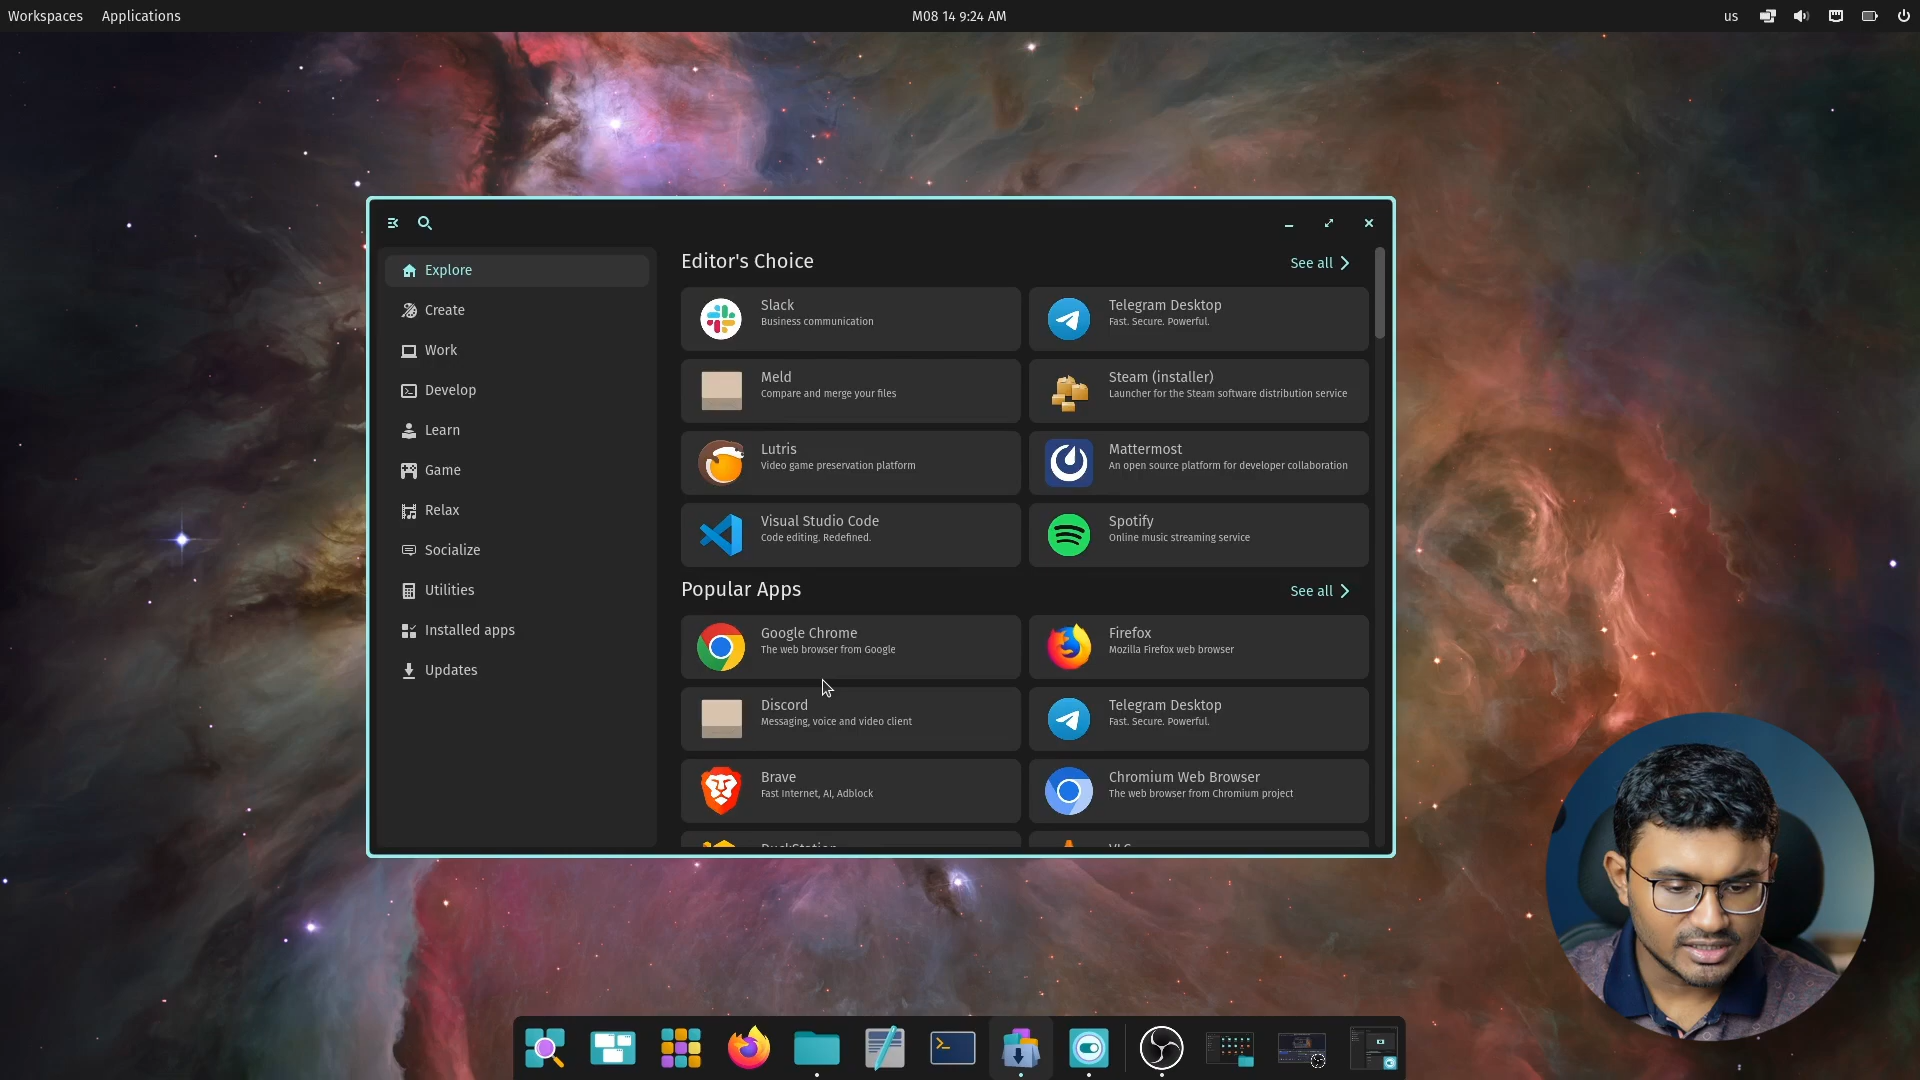 Workspaces Applications M08 14 9:24 AM us
Explore
Create
Work
Develop
Learn
Game
Relax
Socialize
Utilities
Installed apps
Updates
Editor's Choice See all
Slack
Business communication
Telegram Desktop
Fast. Secure. Powerful.
Meld
Compare and merge your files
Steam (installer)
Launcher for the Steam software distribution service
Lutris
Video game preservation platform
Mattermost
An open source platform for developer collaboration
Visual Studio Code
Code editing. Redefined.
Spotify
Online music streaming service
Popular Apps See all
Google Chrome
The web browser from Google
Firefox
Mozilla Firefox web browser
Discord
Messaging, voice and video client
Telegram Desktop
Fast. Secure. Powerful.
Brave
Fast Internet, AI, Adblock
Chromium Web Browser
The web browser from Chromium project
DuckStation
VLC